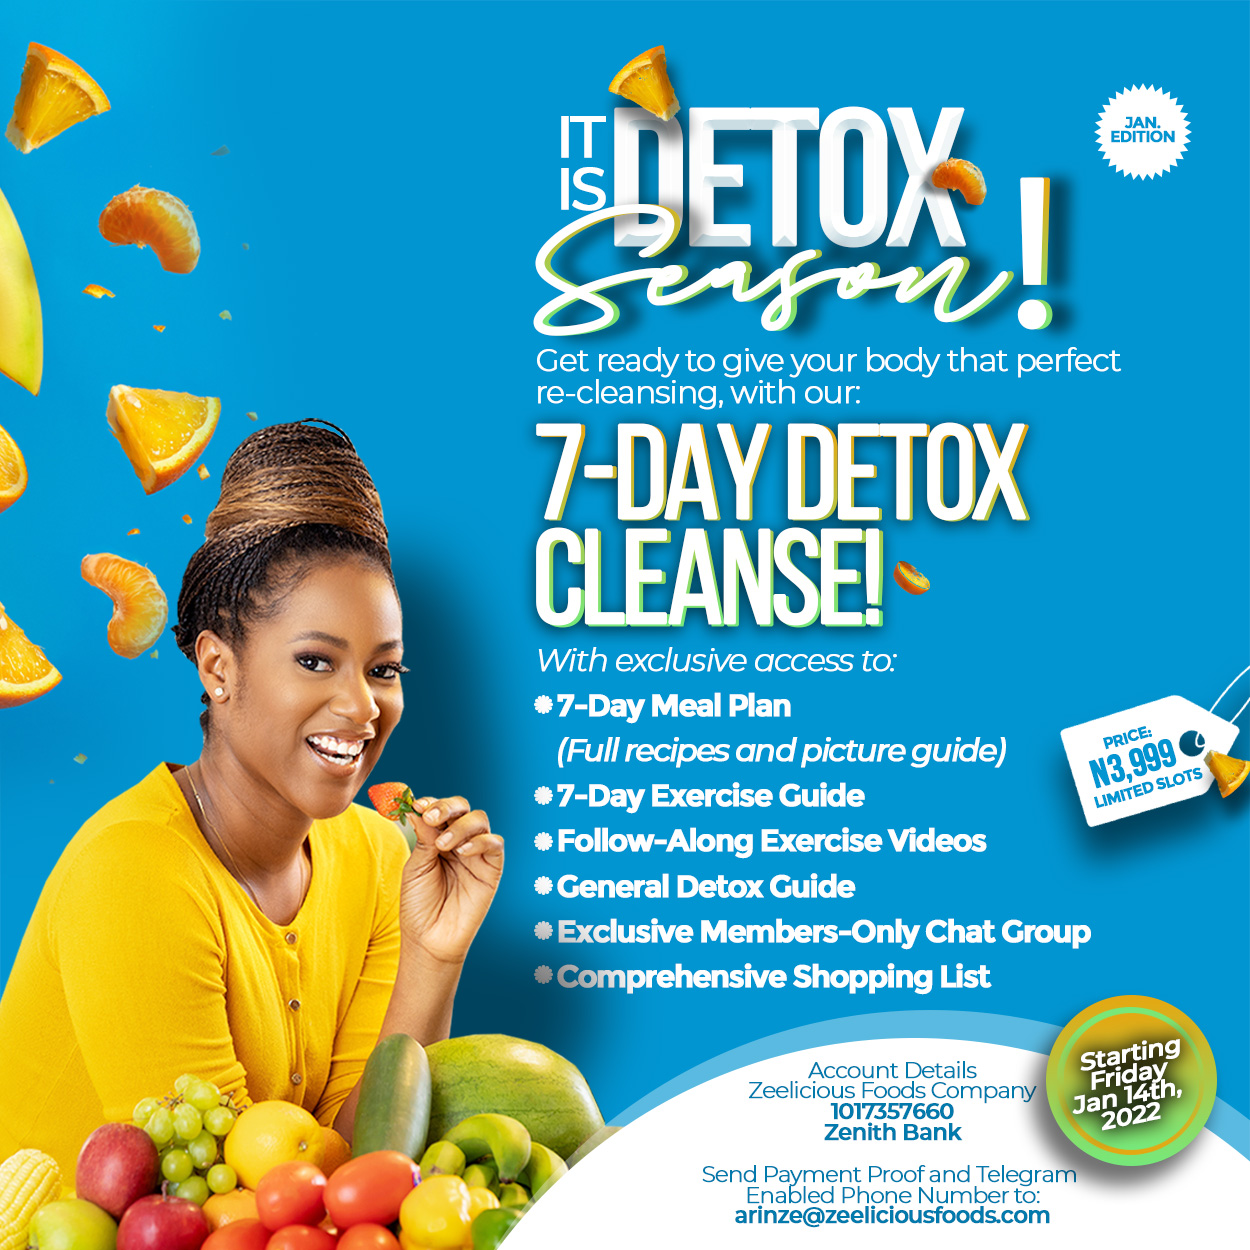 IT
IS
DETOX
Season!
JAN.
EDITION
Get ready to give your body that perfect
re-cleansing, with our:
7-DAY DETOX
CLEANSE!
With exclusive access to:
7-Day Meal Plan
(Full recipes and picture guide)
7-Day Exercise Guide
Follow-Along Exercise Videos
General Detox Guide
Exclusive Members-Only Chat Group
Comprehensive Shopping List
PRICE:
N3,999
LIMITED SLOTS
Starting
Friday
Jan 14th,
2022
Account Details
Zeelicious Foods Company
1017357660
Zenith Bank
Send Payment Proof and Telegram
Enabled Phone Number to:
arinze@zeeliciousfoods.com